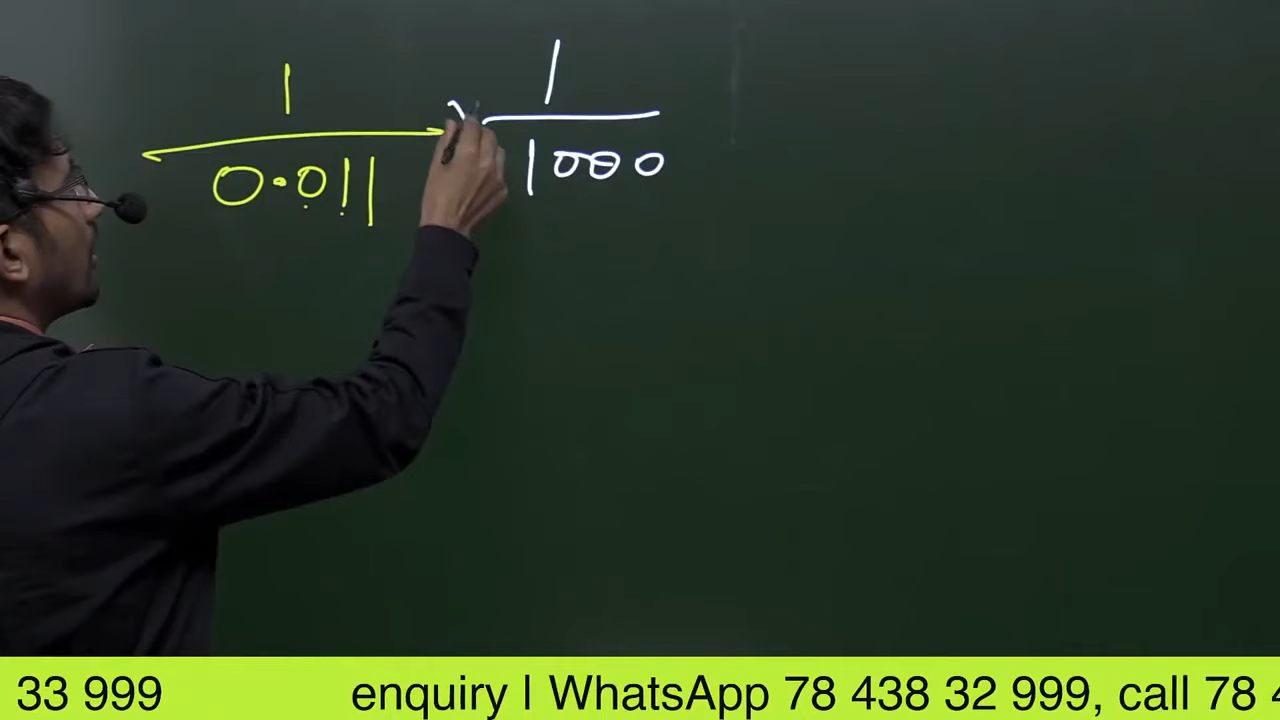 1 × 1
0.011 1000
33 999 enquiry | WhatsApp 78 438 32 999, call 78